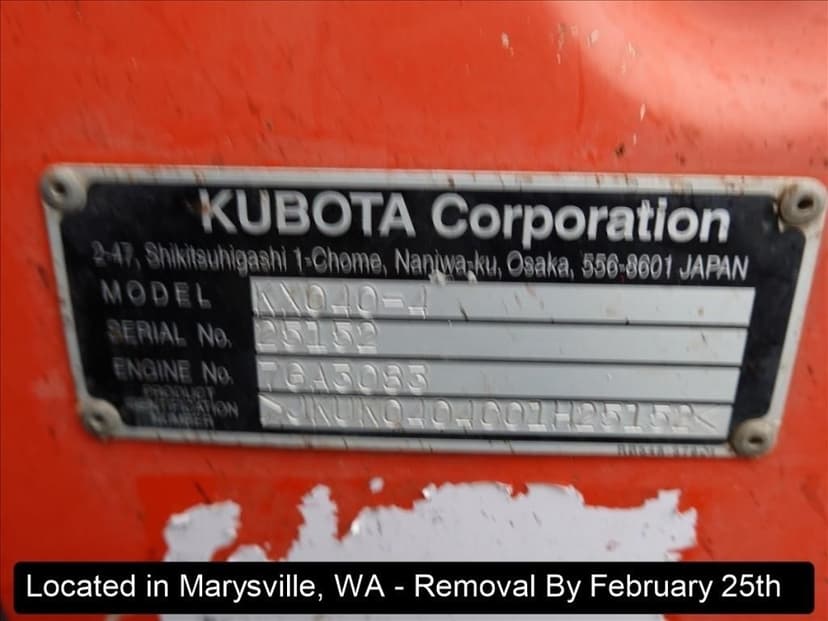 KUBOTA Corporation
2-47, Shikitsuhigashi 1-Chome, Naniwa-ku, Osaka, 556-8601 JAPAN
MODEL KX040-4
SERIAL No. 25152
ENGINE No. 7GA3083
PRODUCT
IDENTIFICATION
NUMBER >JKUK0404C01H25152<
Located in Marysville, WA - Removal By February 25th